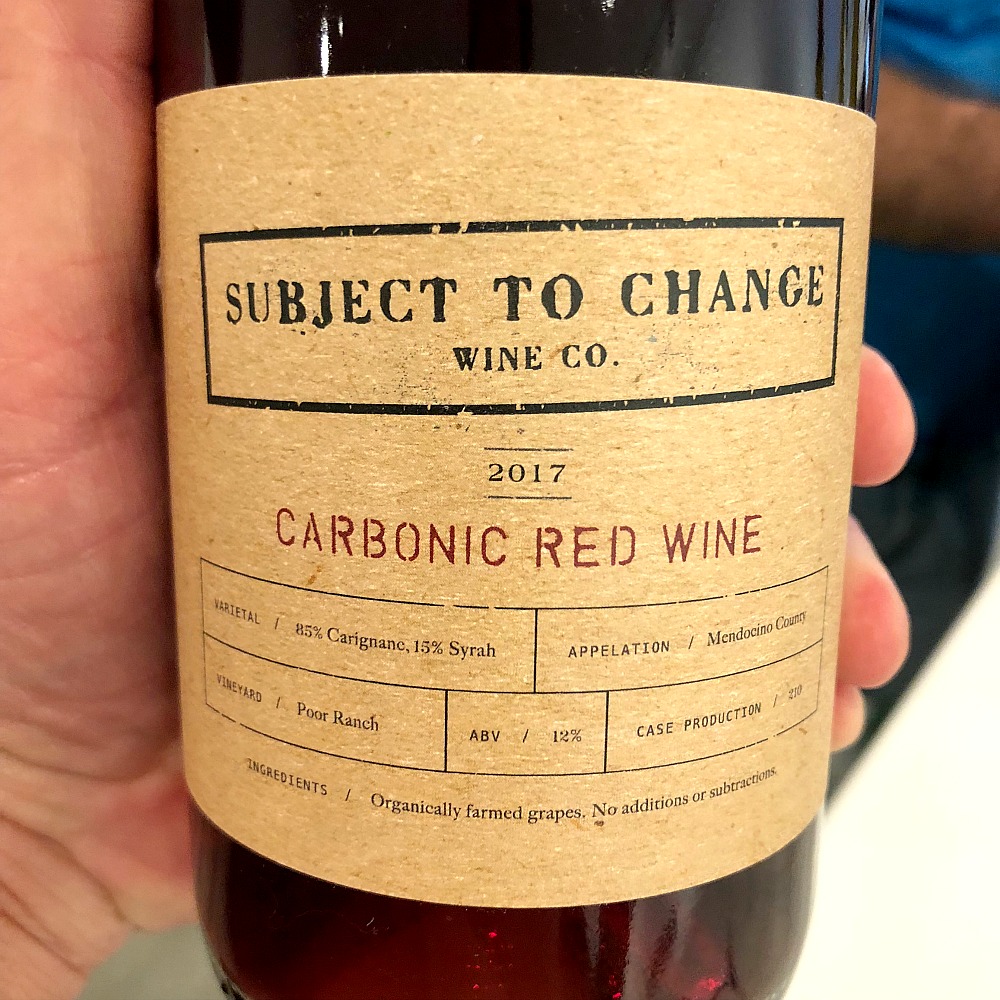 SUBJECT TO CHANGE
WINE CO.
2017
CARBONIC RED WINE
VARIETAL / 85% Carignane, 15% Syrah
APPELATION / Mendocino County
VINEYARD / Poor Ranch
ABV / 12%
CASE PRODUCTION / 210
INGREDIENTS / Organically farmed grapes. No additions or subtractions.